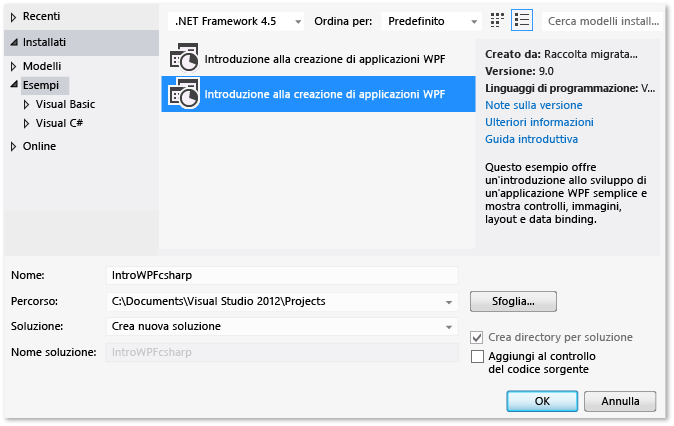 Recenti
.NET Framework 4.5
Ordina per:
Predefinito
Cerca modelli install...
Installati
Modelli
Esempi
Visual Basic
Visual C#
Online
Introduzione alla creazione di applicazioni WPF
Introduzione alla creazione di applicazioni WPF
Creato da: Raccolta migrata...
Versione: 9.0
Linguaggi di programmazione: V...
Note sulla versione
Ulteriori informazioni
Guida introduttiva
Questo esempio offre
un'introduzione allo sviluppo di
un'applicazione WPF semplice e
mostra controlli, immagini,
layout e data binding.
Nome:
IntroWPFcsharp
Percorso:
C:\Documents\Visual Studio 2012\Projects
Sfoglia...
Soluzione:
Crea nuova soluzione
Crea directory per soluzione
Nome soluzione:
IntroWPFcsharp
Aggiungi al controllo
del codice sorgente
OK
Annulla